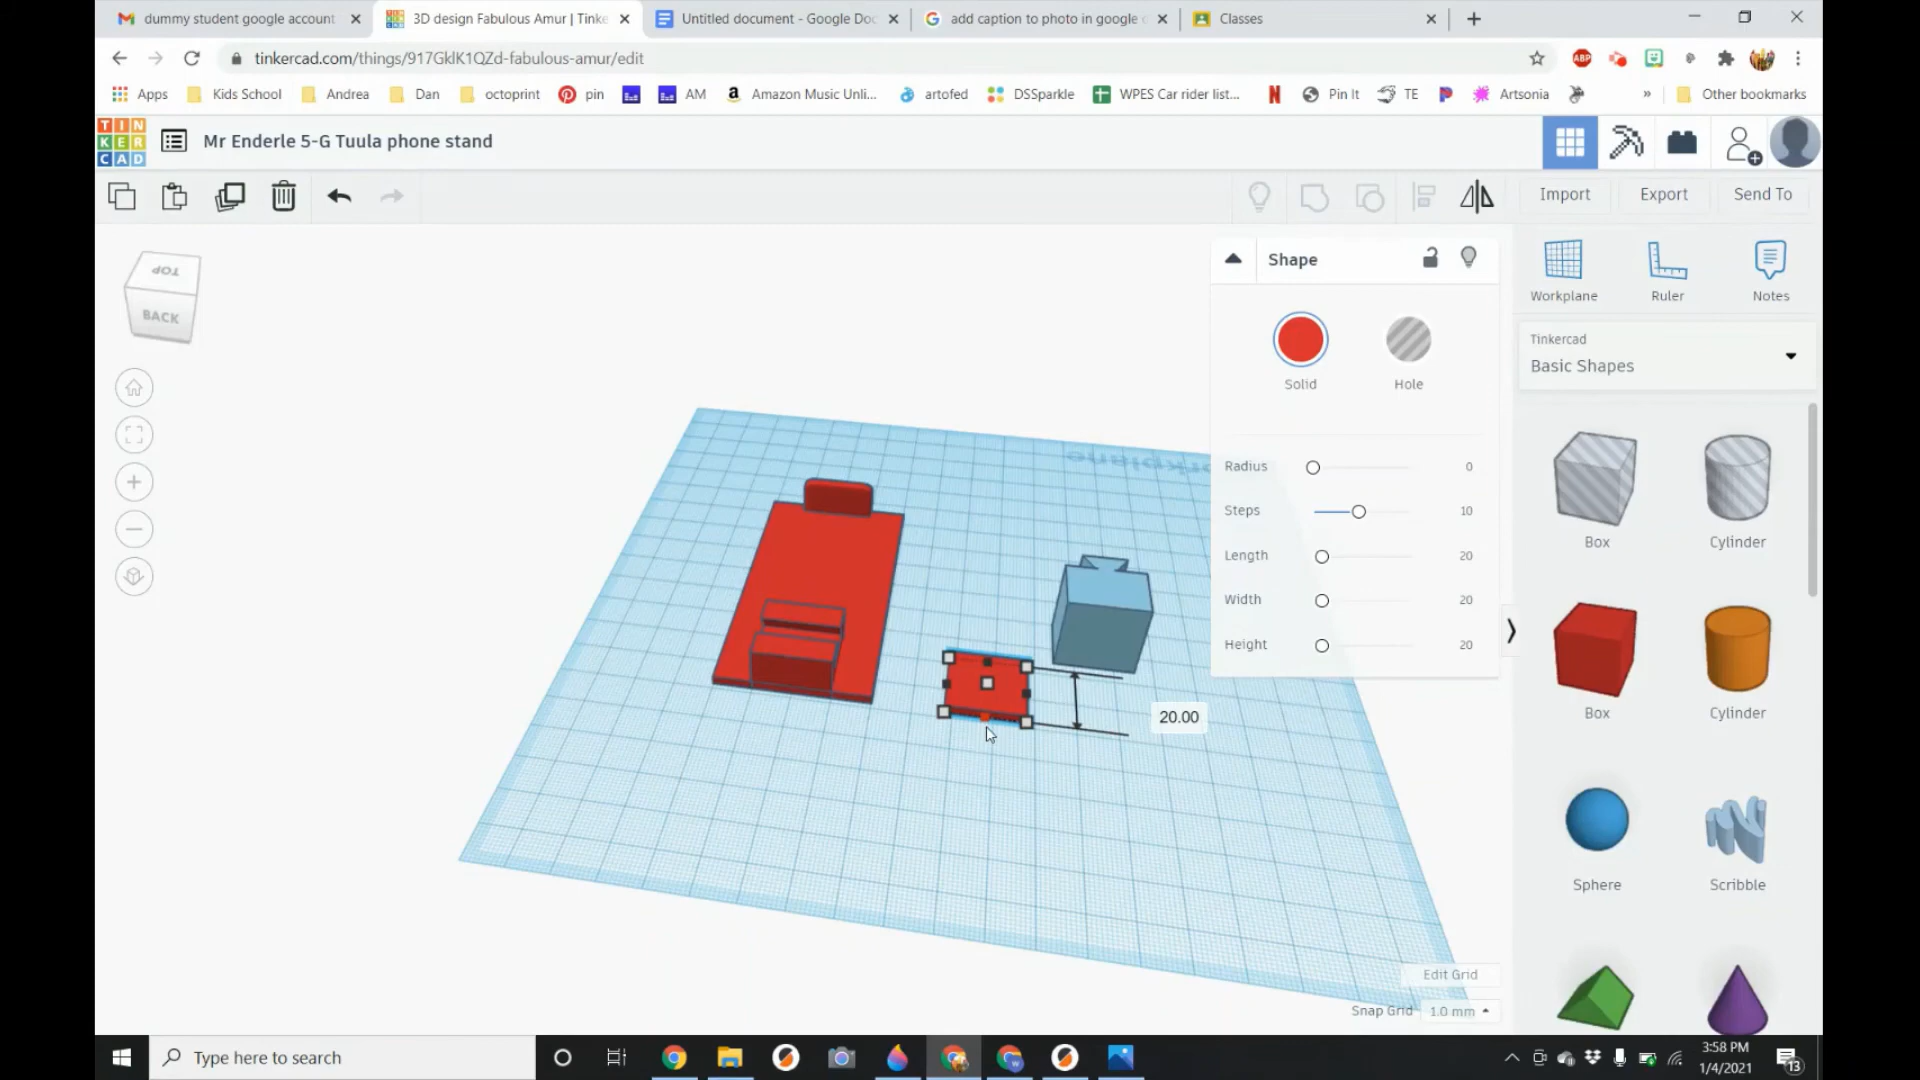 dummy student google account
3D design Fabulous Amur | Tinke
Untitled document - Google Doc
add caption to photo in google
Classes
tinkercad.com/things/917GklK1QZd-fabulous-amur/edit
ABP
Apps
Kids School
Andrea
Dan
octoprint
pin
AM
Amazon Music Unli...
artofed
DSSparkle
WPES Car rider list...
Pin It
TE
Artsonia
»
Other bookmarks
TIN
KER
CAD
Mr Enderle 5-G Tuula phone stand
Import
Export
Send To
TOP
BACK
Shape
Solid
Hole
Radius 0
Steps 10
Length 20
Width 20
Height 20
Workplane
Ruler
Notes
Tinkercad
Basic Shapes
Box
Cylinder
Box
Cylinder
Sphere
Scribble
Workplane
20.00
Edit Grid
Snap Grid 1.0 mm
Type here to search
3:58 PM
1/4/2021
13